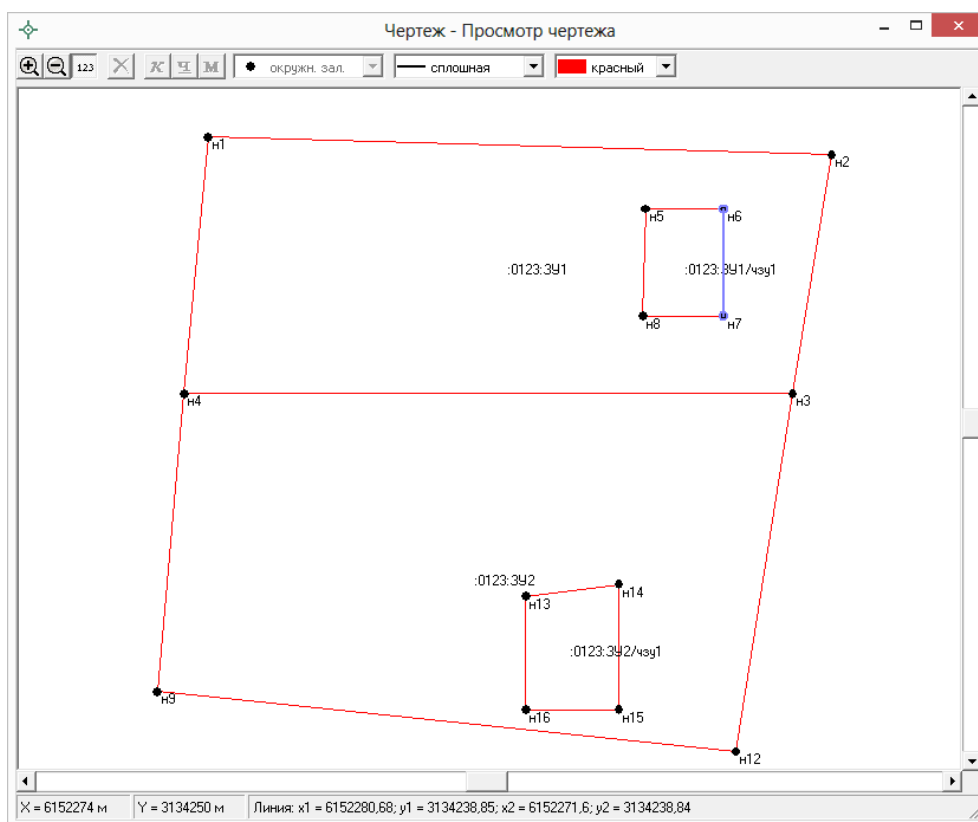 Чертеж - Просмотр чертежа
123 К Ч М окружн. зал. сплошная красный
н1
н2
н5 н6
:0123:ЗУ1 :0123:ЗУ1/чзу1
н8 н7
н4 н3
:0123:ЗУ2
н13 н14
:0123:ЗУ2/чзу1
н9
н16 н15
н12
X = 6152274 м Y = 3134250 м Линия: x1 = 6152280,68; y1 = 3134238,85; x2 = 6152271,6; y2 = 3134238,84